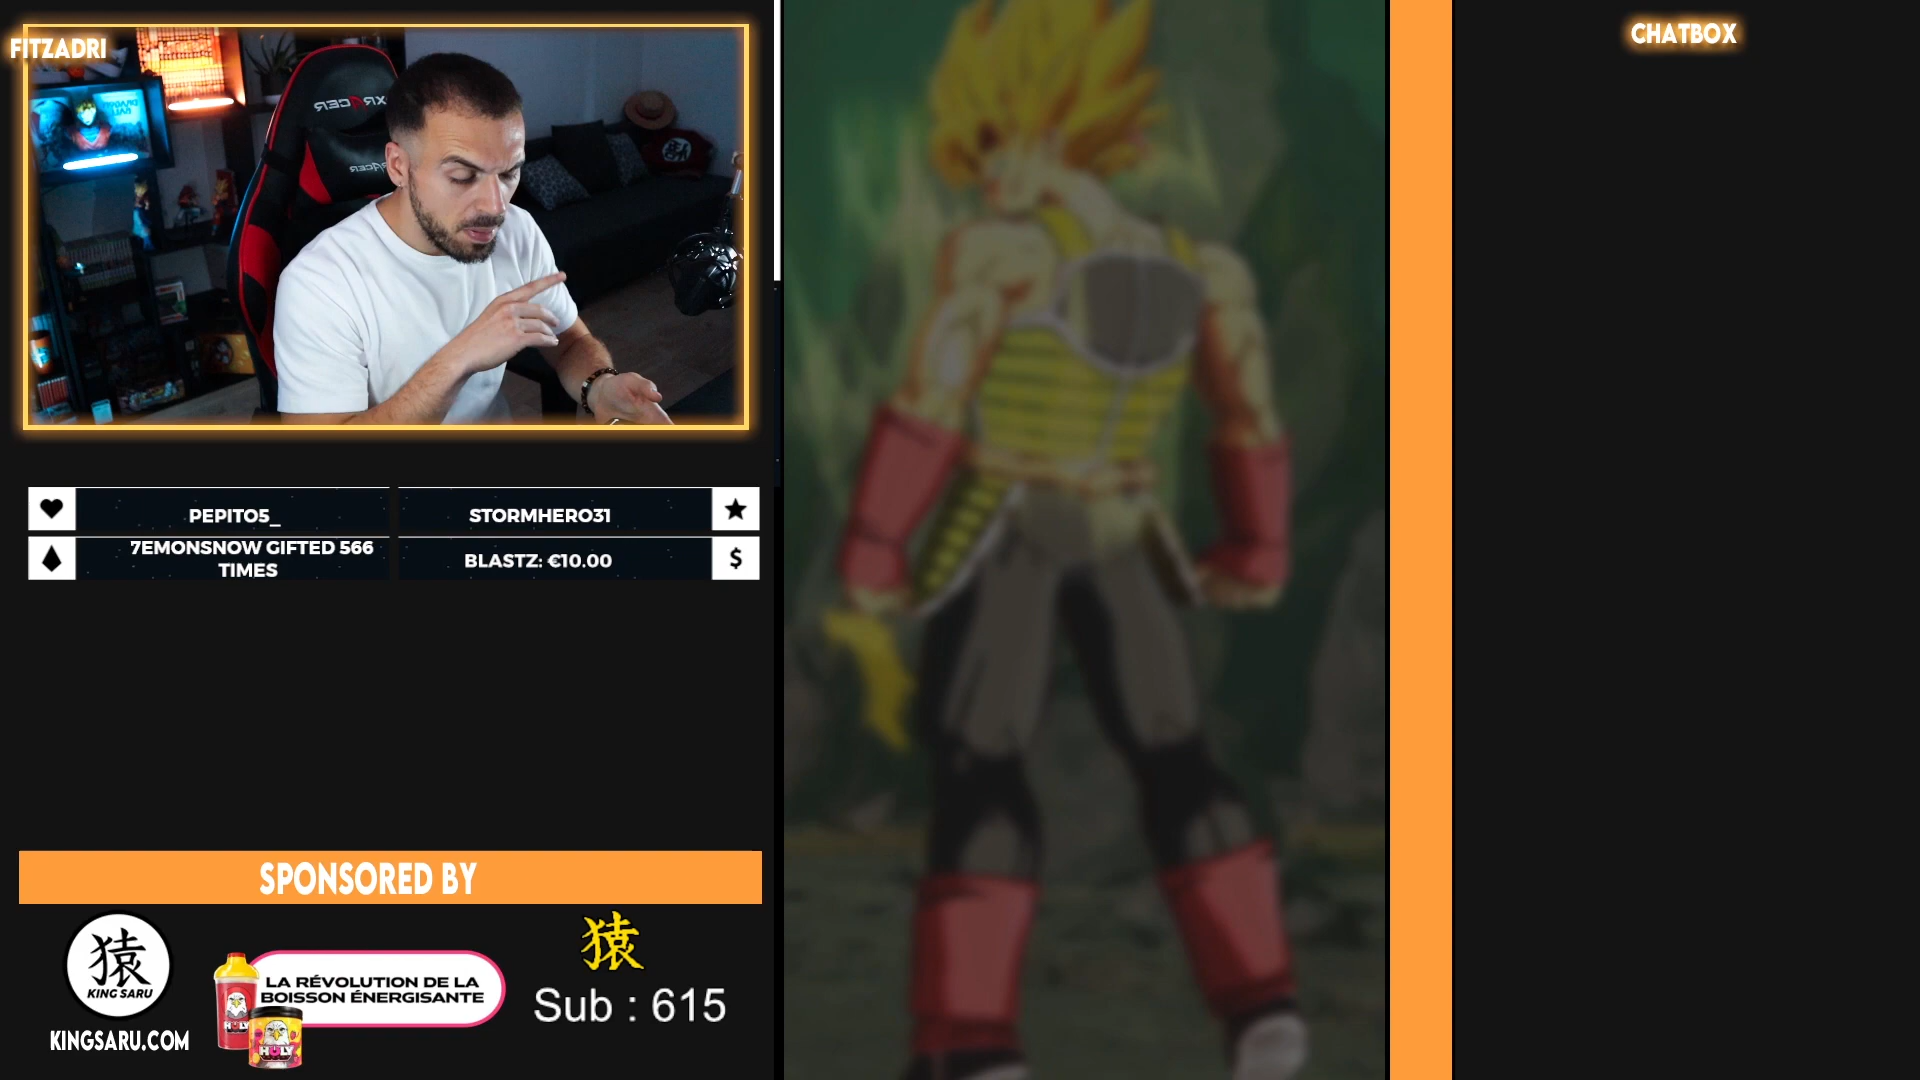 FITZADRI
CHATBOX
PEPITO5_
STORMHERO31
7EMONSNOW GIFTED 566
TIMES
BLASTZ: €10.00
$
SPONSORED BY
猿
KING SARU
KINGSARU.COM
LA RÉVOLUTION DE LA
BOISSON ÉNERGISANTE
HOLY
猿
Sub : 615